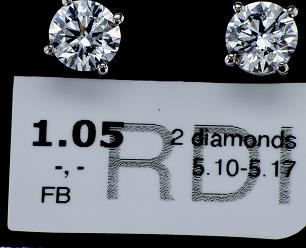 1.05 2 diamonds
-,- 5.10-5.17
FB
RDI